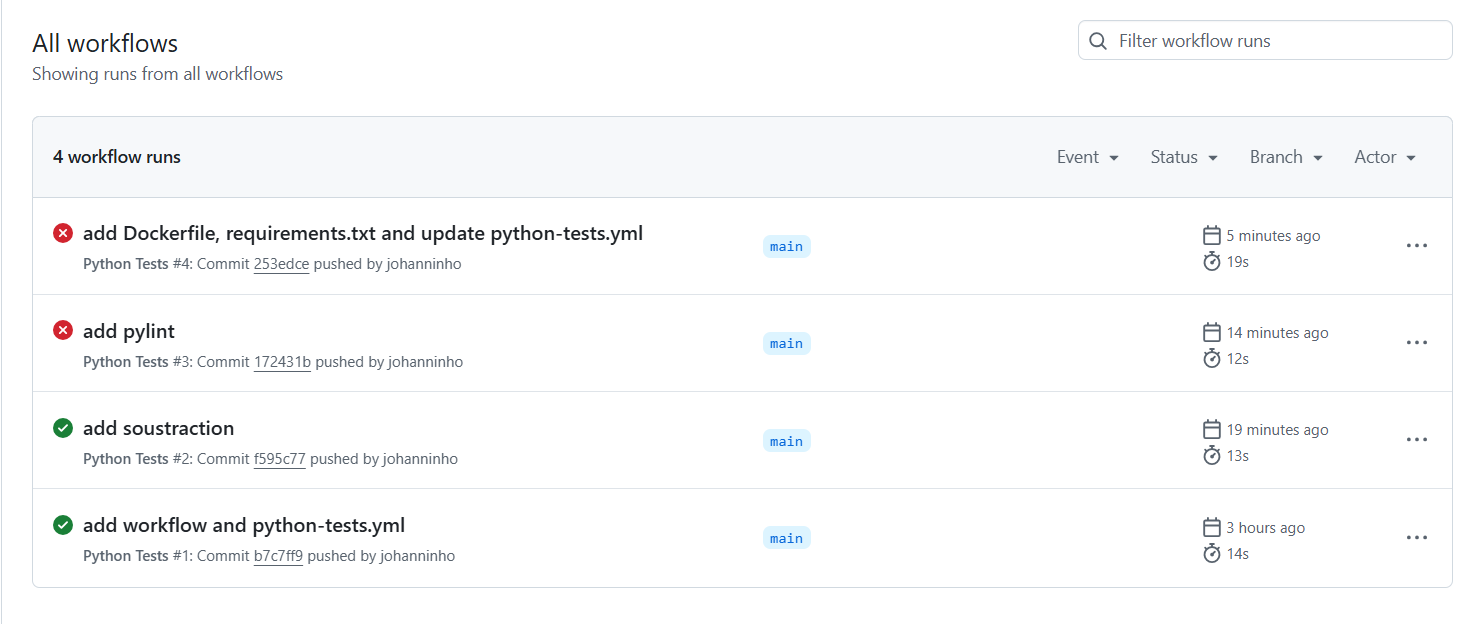 All workflows
Filter workflow runs
Showing runs from all workflows
4 workflow runs
Event Status Branch Actor
add Dockerfile, requirements.txt and update python-tests.yml
Python Tests #4: Commit 253edce pushed by johanninho
main
5 minutes ago
19s
add pylint
Python Tests #3: Commit 172431b pushed by johanninho
main
14 minutes ago
12s
add soustraction
Python Tests #2: Commit f595c77 pushed by johanninho
main
19 minutes ago
13s
add workflow and python-tests.yml
Python Tests #1: Commit b7c7ff9 pushed by johanninho
main
3 hours ago
14s